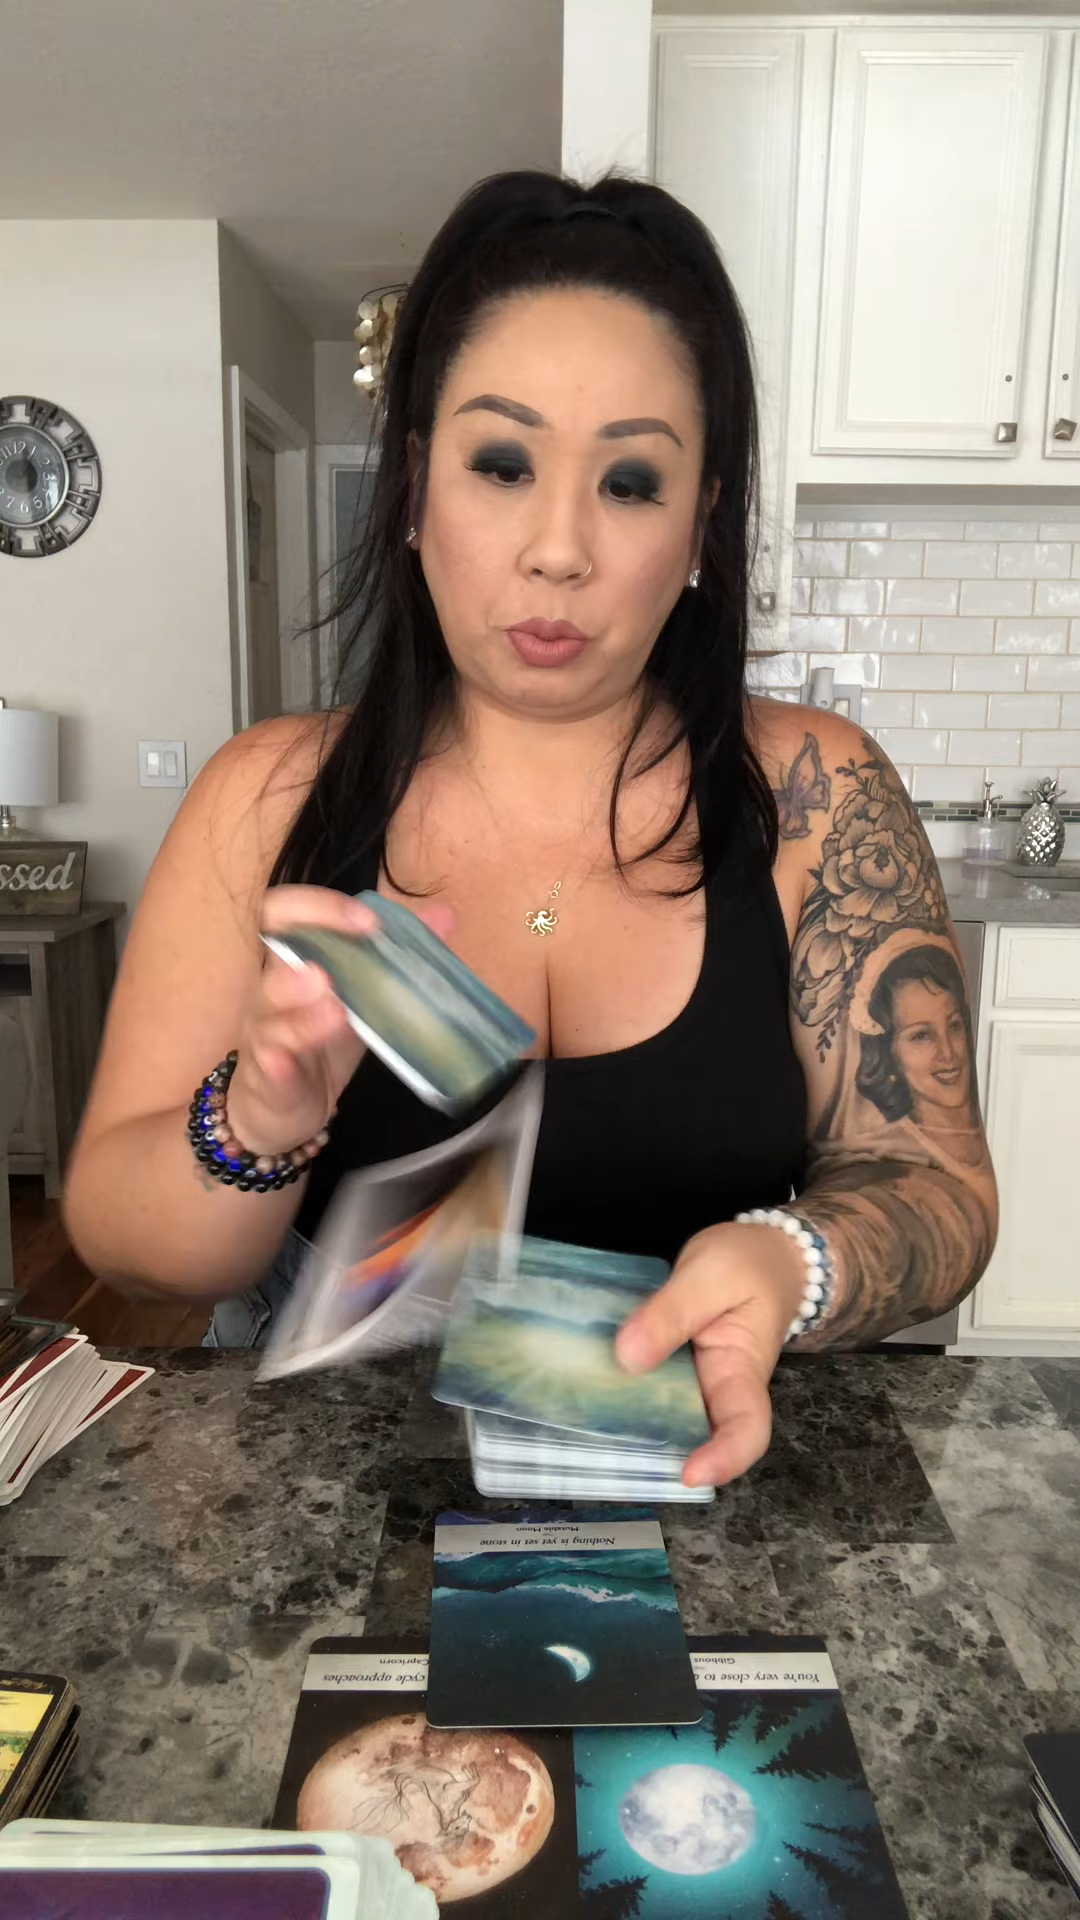 ssed
Nothing is yet set in stone
Mutable Moon
cycle approaches
Capricorn
You're very close to
Gibbous